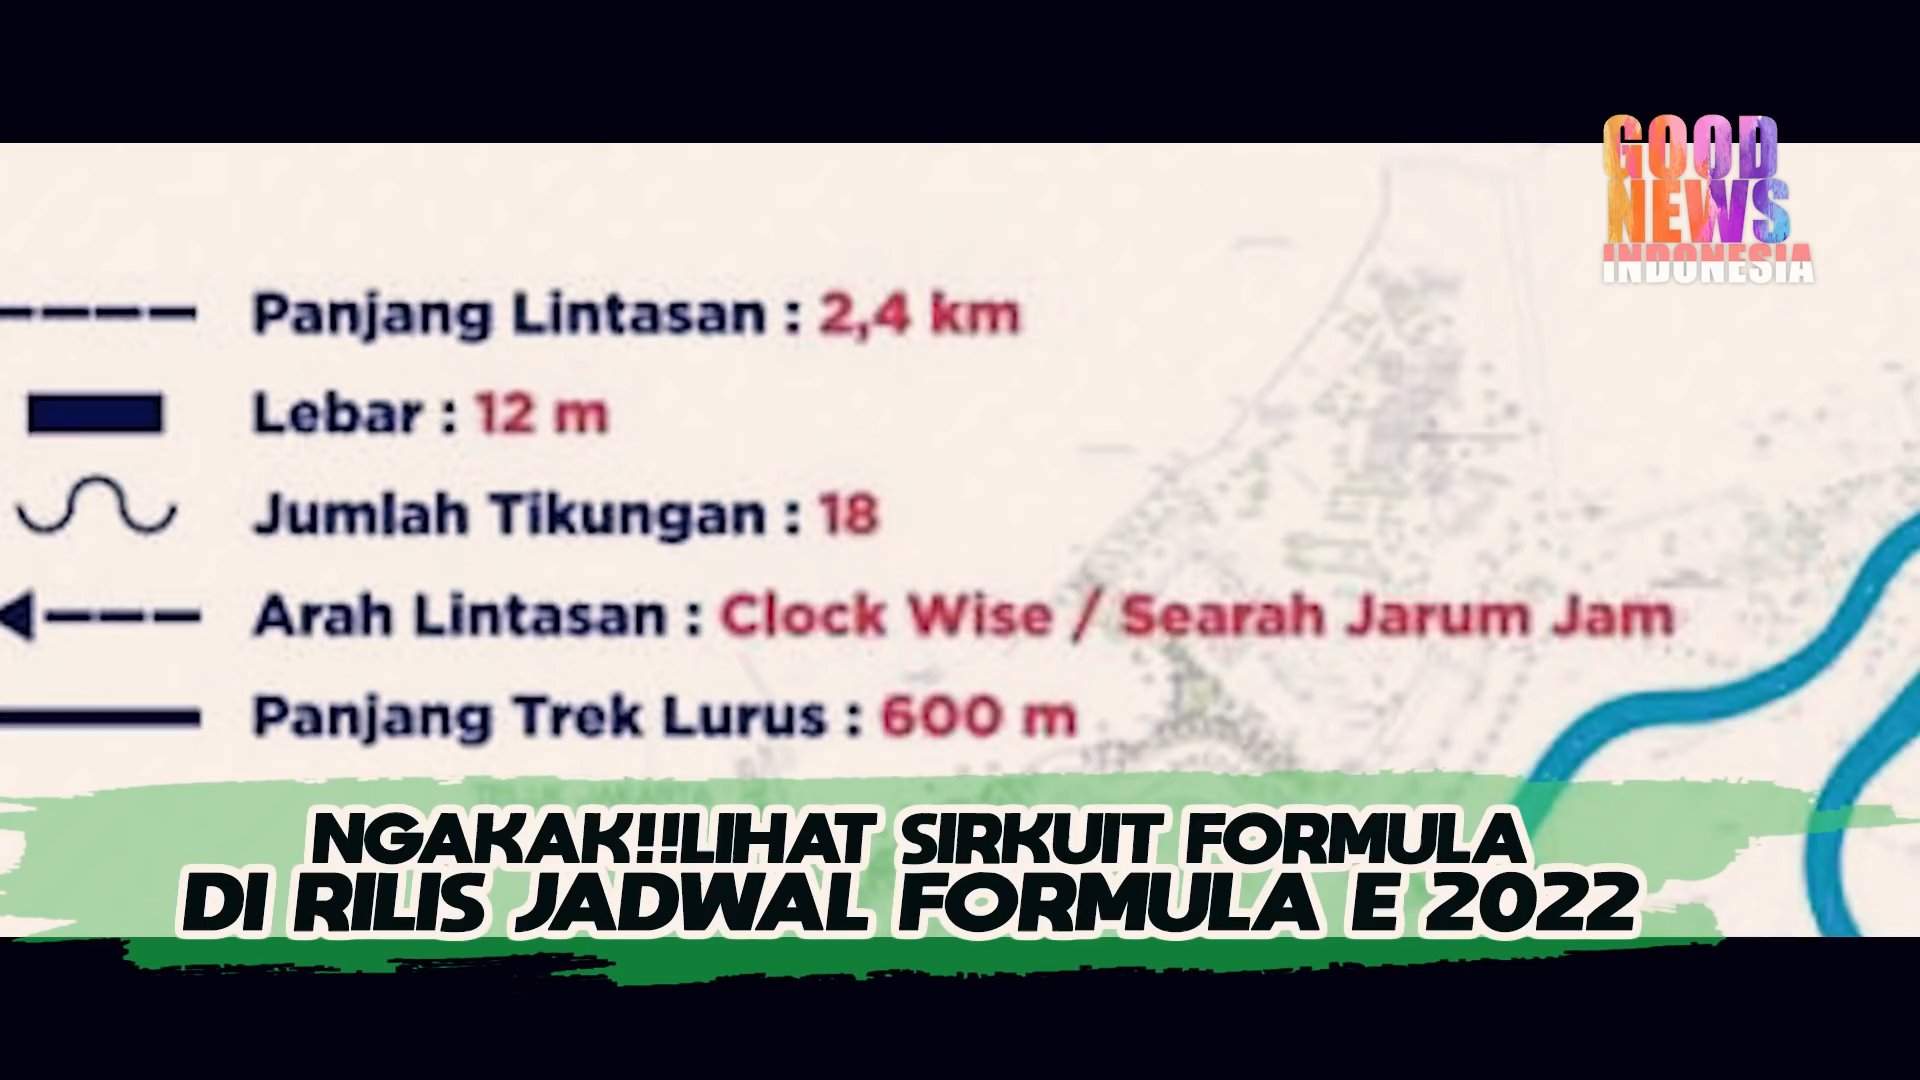 GOOD
NEWS
INDONESIA
Panjang Lintasan : 2,4 km
Lebar : 12 m
Jumlah Tikungan : 18
Arah Lintasan : Clock Wise / Searah Jarum Jam
Panjang Trek Lurus : 600 m
NGAKAK!!LIHAT SIRKUIT FORMULA
DI RILIS JADWAL FORMULA E 2022